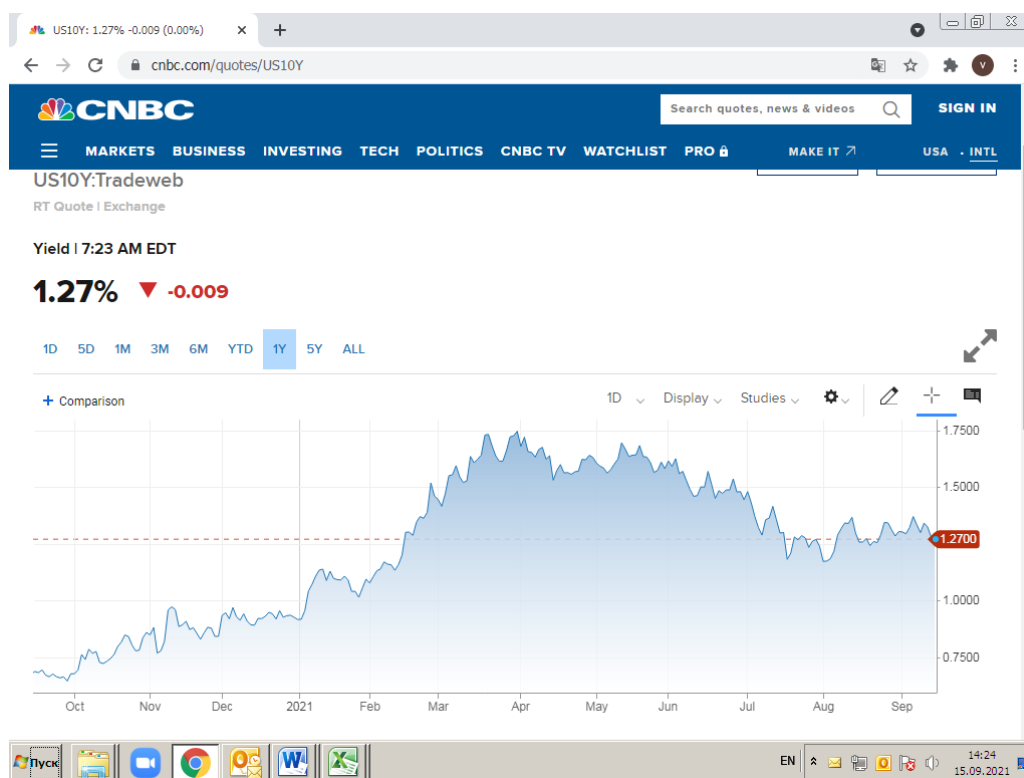 US10Y: 1.27% -0.009 (0.00%)
cnbc.com/quotes/US10Y
V
CNBC
Search quotes, news & videos
SIGN IN
MARKETS BUSINESS INVESTING TECH POLITICS CNBC TV WATCHLIST PRO MAKE IT USA • INTL
US10Y:Tradeweb
RT Quote | Exchange
Yield | 7:23 AM EDT
1.27% ▼ -0.009
1D 5D 1M 3M 6M YTD 1Y 5Y ALL
+ Comparison 1D Display Studies
1.7500
1.5000
1.2700
1.0000
0.7500
Oct Nov Dec 2021 Feb Mar Apr May Jun Jul Aug Sep
Пуск
EN
14:24
15.09.2021